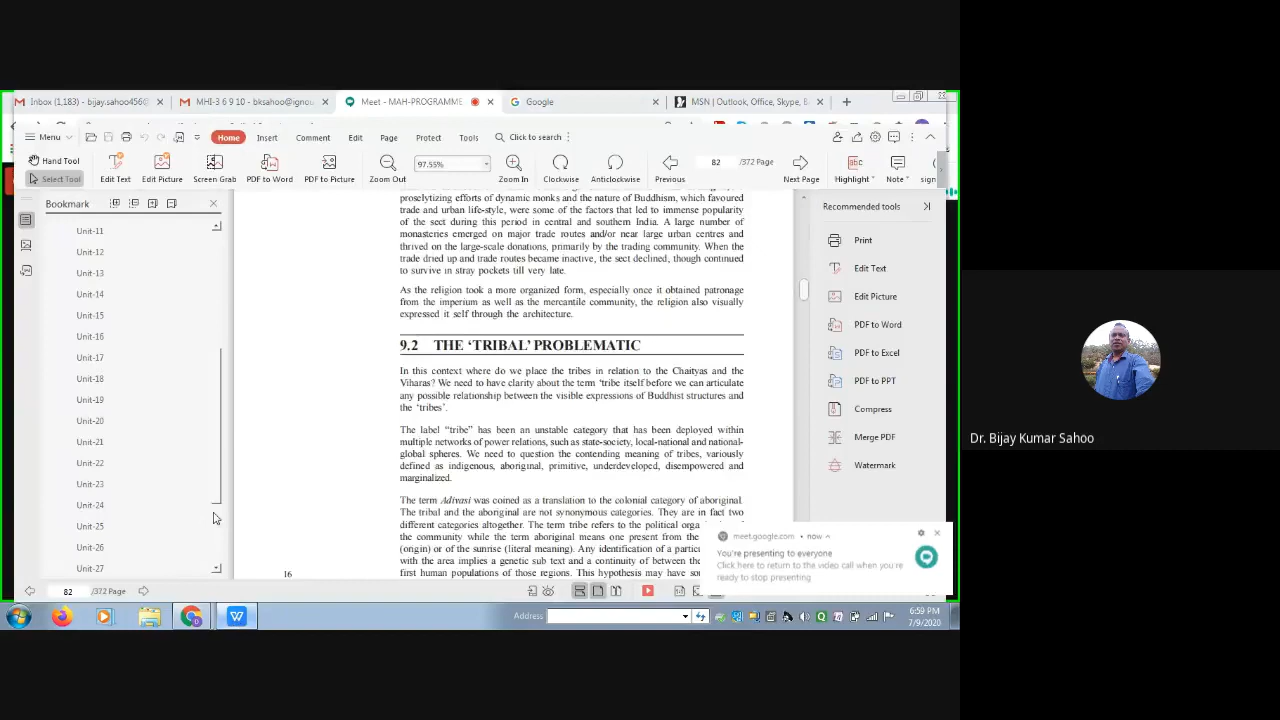 Inbox (1,183) - bijay.sahoo456@
MHI-3 6 9 10 - bksahoo@ignou
Meet - MAH-PROGRAMME
Google
MSN | Outlook, Office, Skype, B
Menu
Home
Insert
Comment
Edit
Page
Protect
Tools
Click to search
Hand Tool
Select Tool
Edit Text
Edit Picture
Screen Grab
PDF to Word
PDF to Picture
Zoom Out
97.55%
Zoom In
Clockwise
Anticlockwise
Previous
82 /372 Page
Next Page
Highlight
Note
sign
Bookmark
Unit-11
Unit-12
Unit-13
Unit-14
Unit-15
Unit-16
Unit-17
Unit-18
Unit-19
Unit-20
Unit-21
Unit-22
Unit-23
Unit-24
Unit-25
Unit-26
Unit-27
proselytizing efforts of dynamic monks and the nature of Buddhism, which favoured
trade and urban life-style, were some of the factors that led to immense popularity
of the sect during this period in central and southern India. A large number of
monasteries emerged on major trade routes and/or near large urban centres and
thrived on the large-scale donations, primarily by the trading community. When the
trade dried up and trade routes became inactive, the sect declined, though continued
to survive in stray pockets till very late.
As the religion took a more organized form, especially once it obtained patronage
from the imperium as well as the mercantile community, the religion also visually
expressed it self through the architecture.
9.2 THE ‘TRIBAL’ PROBLEMATIC
In this context where do we place the tribes in relation to the Chaityas and the
Viharas? We need to have clarity about the term ‘tribe itself before we can articulate
any possible relationship between the visible expressions of Buddhist structures and
the ‘tribes’.
The label “tribe” has been an unstable category that has been deployed within
multiple networks of power relations, such as state-society, local-national and national-
global spheres. We need to question the contending meaning of tribes, variously
defined as indigenous, aboriginal, primitive, underdeveloped, disempowered and
marginalized.
The term Adivasi was coined as a translation to the colonial category of aboriginal.
The tribal and the aboriginal are not synonymous categories. They are in fact two
different categories altogether. The term tribe refers to the political
the community while the term aboriginal means one present from the
(origin) or of the sunrise (literal meaning). Any identification of a
with the area implies a genetic sub text and a continuity of between the
first human populations of those regions. This hypothesis may have
16
Recommended tools
Print
Edit Text
Edit Picture
PDF to Word
PDF to Excel
PDF to PPT
Compress
Merge PDF
Watermark
meet.google.com • now
You're presenting to everyone
Click here to return to the video call when you're
ready to stop presenting
82 /372 Page
Address
6:59 PM
7/9/2020
Dr. Bijay Kumar Sahoo